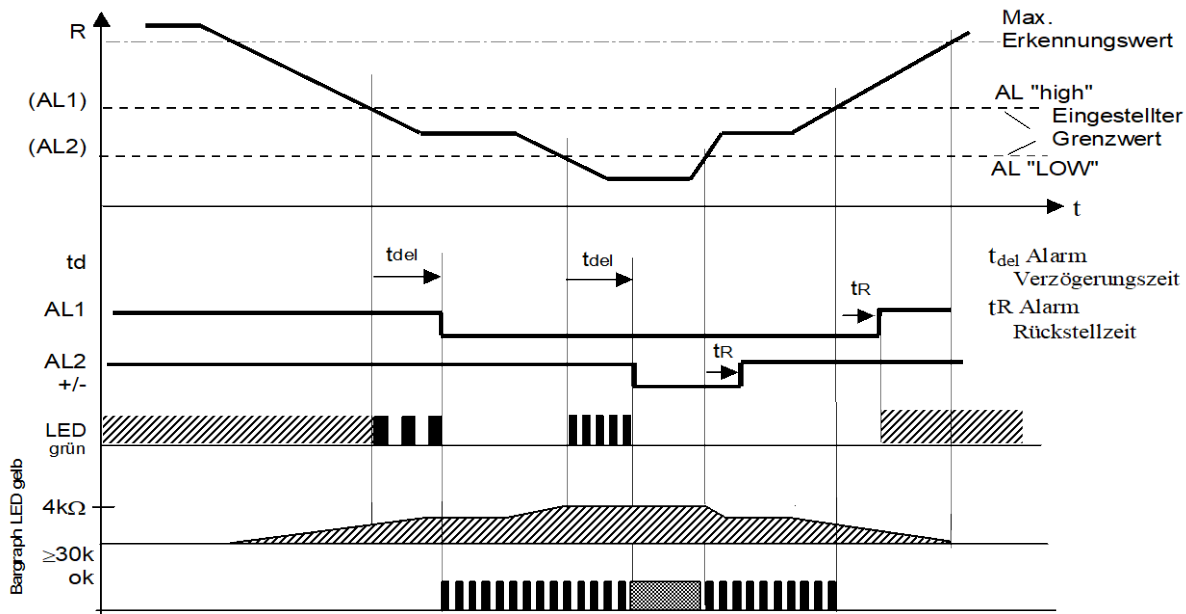 R
Max.
Erkennungswert
(AL1)
AL "high"
Eingestellter
Grenzwert
(AL2)
AL "LOW"
t
td
tdel
tdel
tdel Alarm
Verzögerungszeit
AL1
tR
tR Alarm
Rückstellzeit
AL2
+/-
tR
LED
grün
Bargraph LED gelb
4kΩ
≥30k
ok